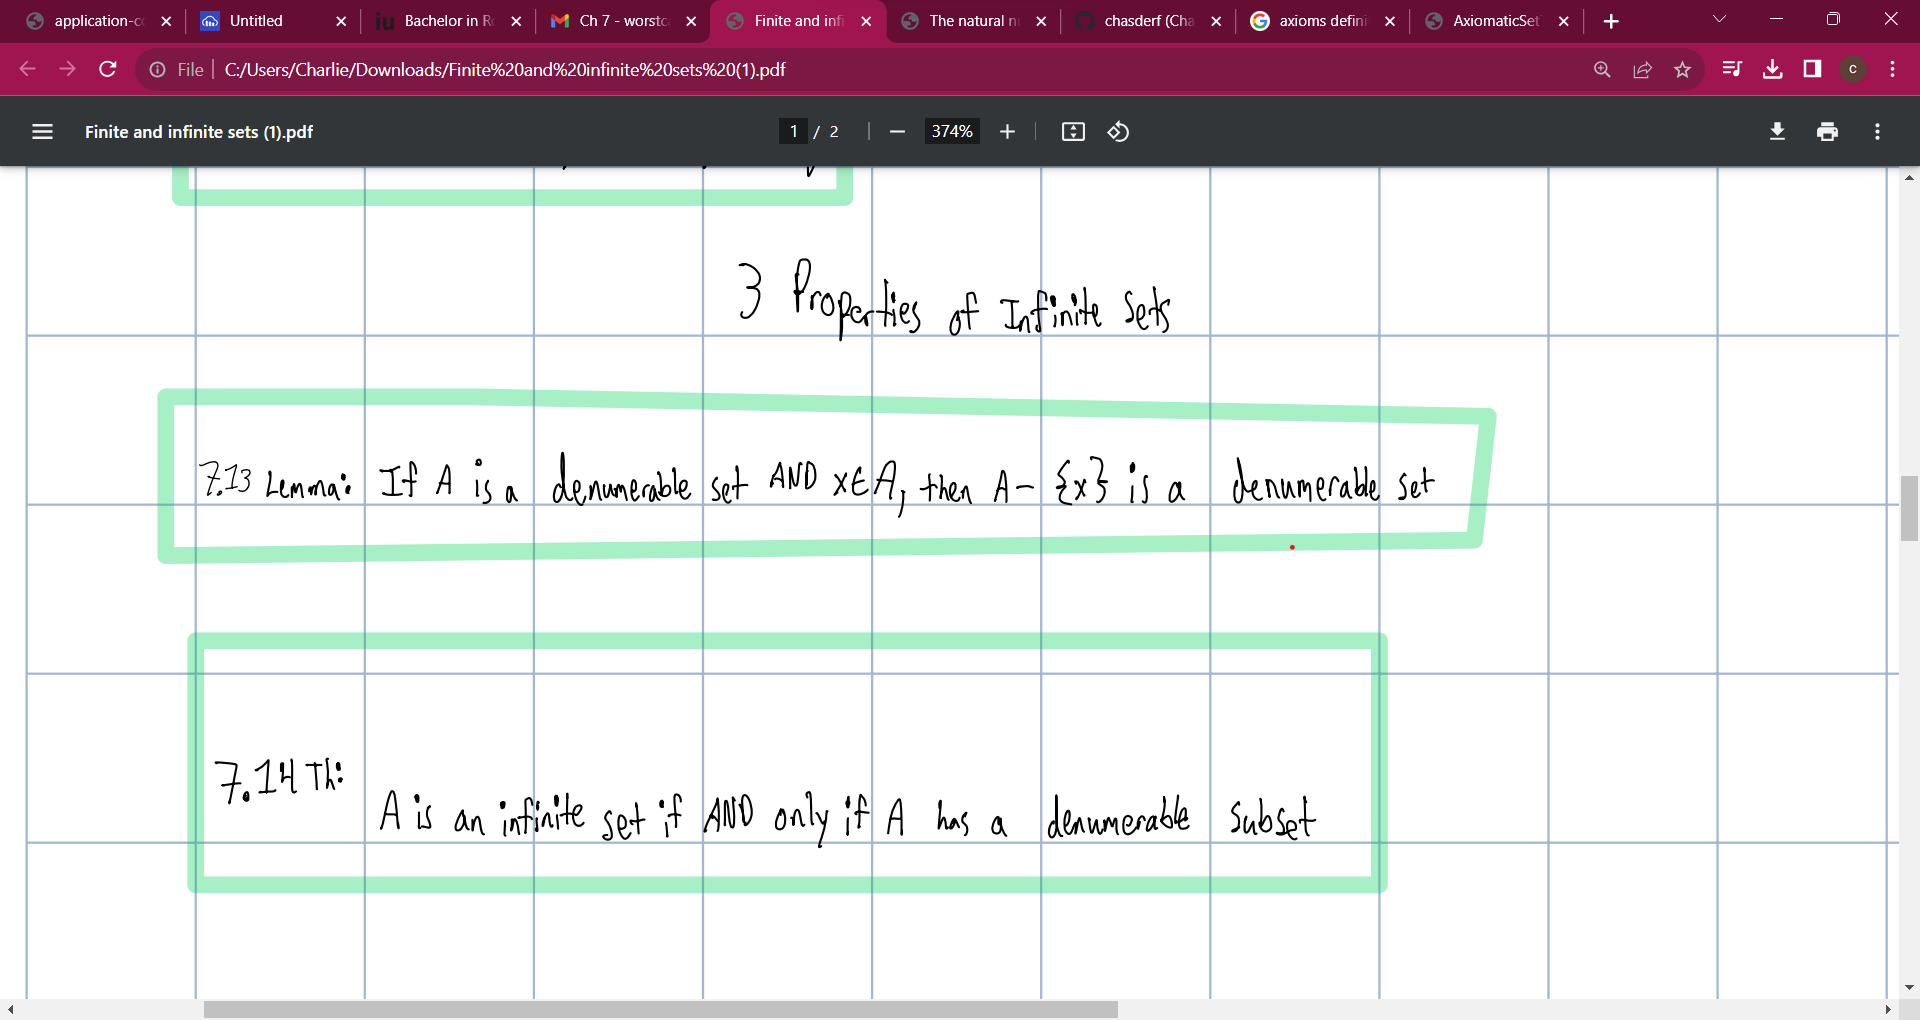 application-c
Untitled
Bachelor in R
Ch 7 - worstc
Finite and infi
The natural n
chasderf (Cha
axioms defini
AxiomaticSet
File
C:/Users/Charlie/Downloads/Finite%20and%20infinite%20sets%20(1).pdf
c
Finite and infinite sets (1).pdf
1 / 2
374%
3 Properties of Infinite Sets
7.13 Lemma: If A is a denumerable set AND x∈A, then A - {x} is a denumerable set
7.14 Th:
A is an infinite set if AND only if A has a denumerable subset